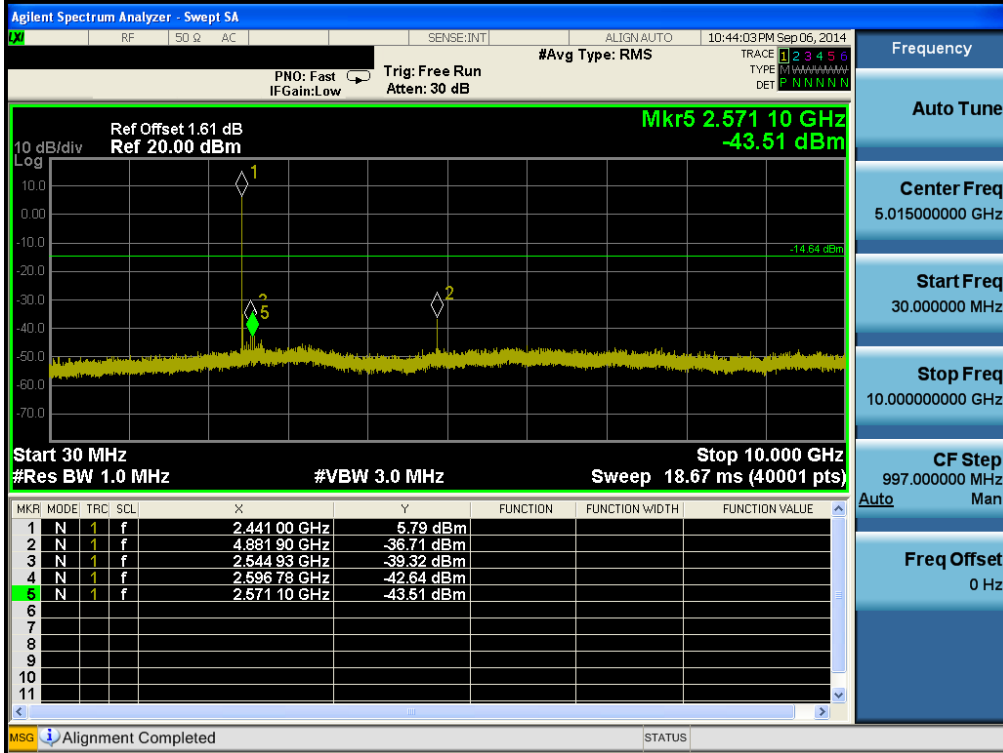 Agilent Spectrum Analyzer - Swept SA
LXI RF 50 Ω AC SENSE:INT ALIGN AUTO 10:44:03 PM Sep 06, 2014
#Avg Type: RMS TRACE 1 2 3 4 5 6
PNO: Fast Trig: Free Run TYPE M W W W W W
IFGain:Low Atten: 30 dB DET P N N N N N
Mkr5 2.571 10 GHz
-43.51 dBm
Ref Offset 1.61 dB
10 dB/div Ref 20.00 dBm
Log
1
10.0
0.00
-10.0
-14.64 dBm
-20.0
-30.0
2
5
-40.0
-50.0
-60.0
-70.0
Start 30 MHz Stop 10.000 GHz
#Res BW 1.0 MHz #VBW 3.0 MHz Sweep 18.67 ms (40001 pts)
MKR MODE TRC SCL X Y FUNCTION FUNCTION WIDTH FUNCTION VALUE
1 N 1 f 2.441 00 GHz 5.79 dBm
2 N 1 f 4.881 90 GHz -36.71 dBm
3 N 1 f 2.544 93 GHz -39.32 dBm
4 N 1 f 2.596 78 GHz -42.64 dBm
5 N 1 f 2.571 10 GHz -43.51 dBm
6
7
8
9
10
11
MSG Alignment Completed STATUS
Frequency
Auto Tune
Center Freq
5.015000000 GHz
Start Freq
30.000000 MHz
Stop Freq
10.000000000 GHz
CF Step
997.000000 MHz
Auto Man
Freq Offset
0 Hz